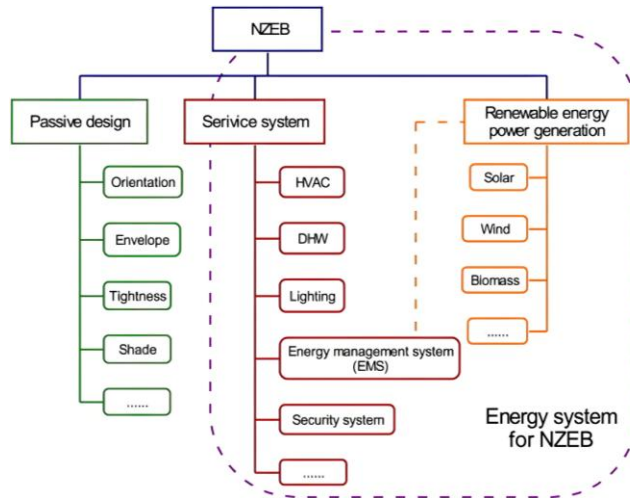 NZEB
Passive design
Serivice system
Renewable energy
power generation
Orientation
Envelope
Tightness
Shade
......
HVAC
DHW
Lighting
Energy management system
(EMS)
Security system
......
Solar
Wind
Biomass
......
Energy system
for NZEB